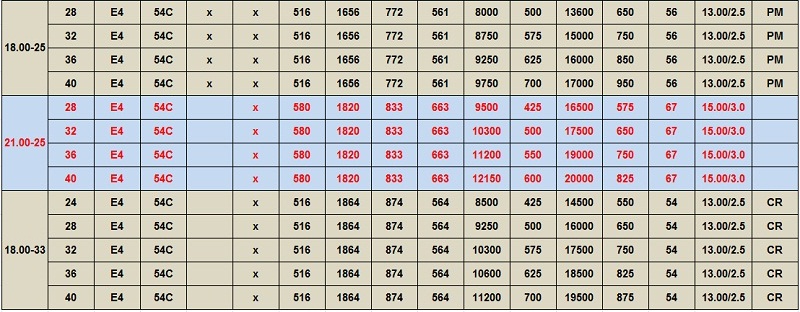 28 E4 54C x x 516 1656 772 561 8000 500 13600 650 56 13.00/2.5 PM
32 E4 54C x x 516 1656 772 561 8750 575 15000 750 56 13.00/2.5 PM
18.00-25
36 E4 54C x x 516 1656 772 561 9250 625 16000 850 56 13.00/2.5 PM
40 E4 54C x x 516 1656 772 561 9750 700 17000 950 56 13.00/2.5 PM
28 E4 54C x 580 1820 833 663 9500 425 16500 575 67 15.00/3.0
32 E4 54C x 580 1820 833 663 10300 500 17500 650 67 15.00/3.0
21.00-25
36 E4 54C x 580 1820 833 663 11200 550 19000 750 67 15.00/3.0
40 E4 54C x 580 1820 833 663 12150 600 20000 825 67 15.00/3.0
24 E4 54C x 516 1864 874 564 8500 425 14500 550 54 13.00/2.5 CR
28 E4 54C x 516 1864 874 564 9250 500 16000 650 54 13.00/2.5 CR
18.00-33 32 E4 54C x 516 1864 874 564 10300 575 17500 750 54 13.00/2.5 CR
36 E4 54C x 516 1864 874 564 10600 625 18500 825 54 13.00/2.5 CR
40 E4 54C x 516 1864 874 564 11200 700 19500 875 54 13.00/2.5 CR